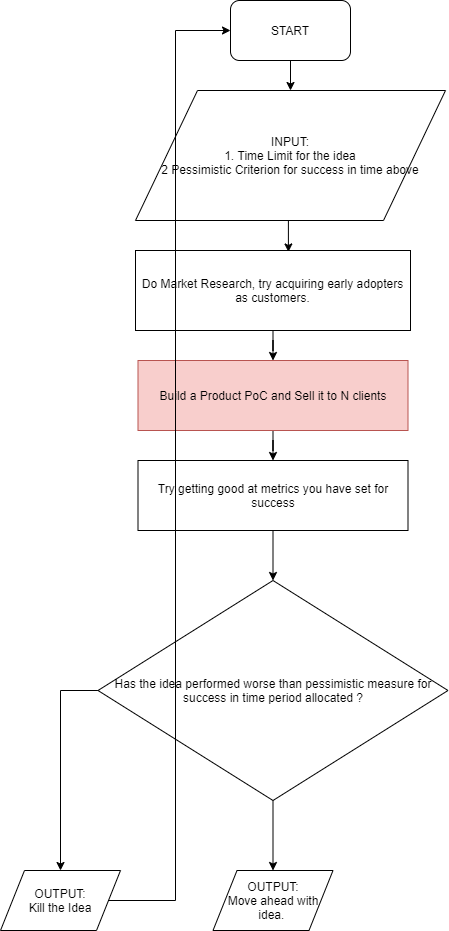 START
INPUT:
1. Time Limit for the idea
2 Pessimistic Criterion for success in time above
Do Market Research, try acquiring early adopters
as customers.
Build a Product PoC and Sell it to N clients
Try getting good at metrics you have set for
success
Has the idea performed worse than pessimistic measure for
success in time period allocated ?
OUTPUT:
Kill the Idea
OUTPUT:
Move ahead with
idea.